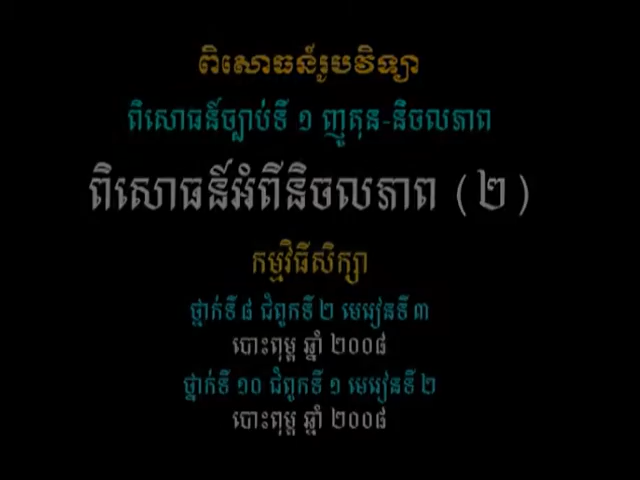 ពិសោធន៍រូបវិទ្យា
ពិសោធន៍ច្បាប់ទី ១ ញូតុន-និចលភាព
ពិសោធន៍អំពីនិចលភាព (២)
កម្មវិធីសិក្សា
ថ្នាក់ទី ៨ ជំពូកទី ២ មេរៀនទី ៣
បោះពុម្ព ឆ្នាំ ២០០៨
ថ្នាក់ទី ១០ ជំពូកទី ១ មេរៀនទី ២
បោះពុម្ព ឆ្នាំ ២០០៨